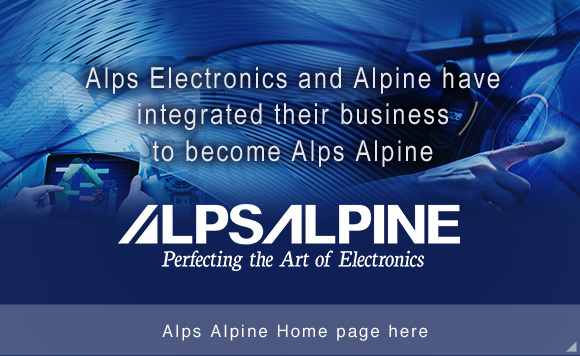 Alps Electronics and Alpine have
integrated their business
to become Alps Alpine
ALPSALPINE
Perfecting the Art of Electronics
Alps Alpine Home page here